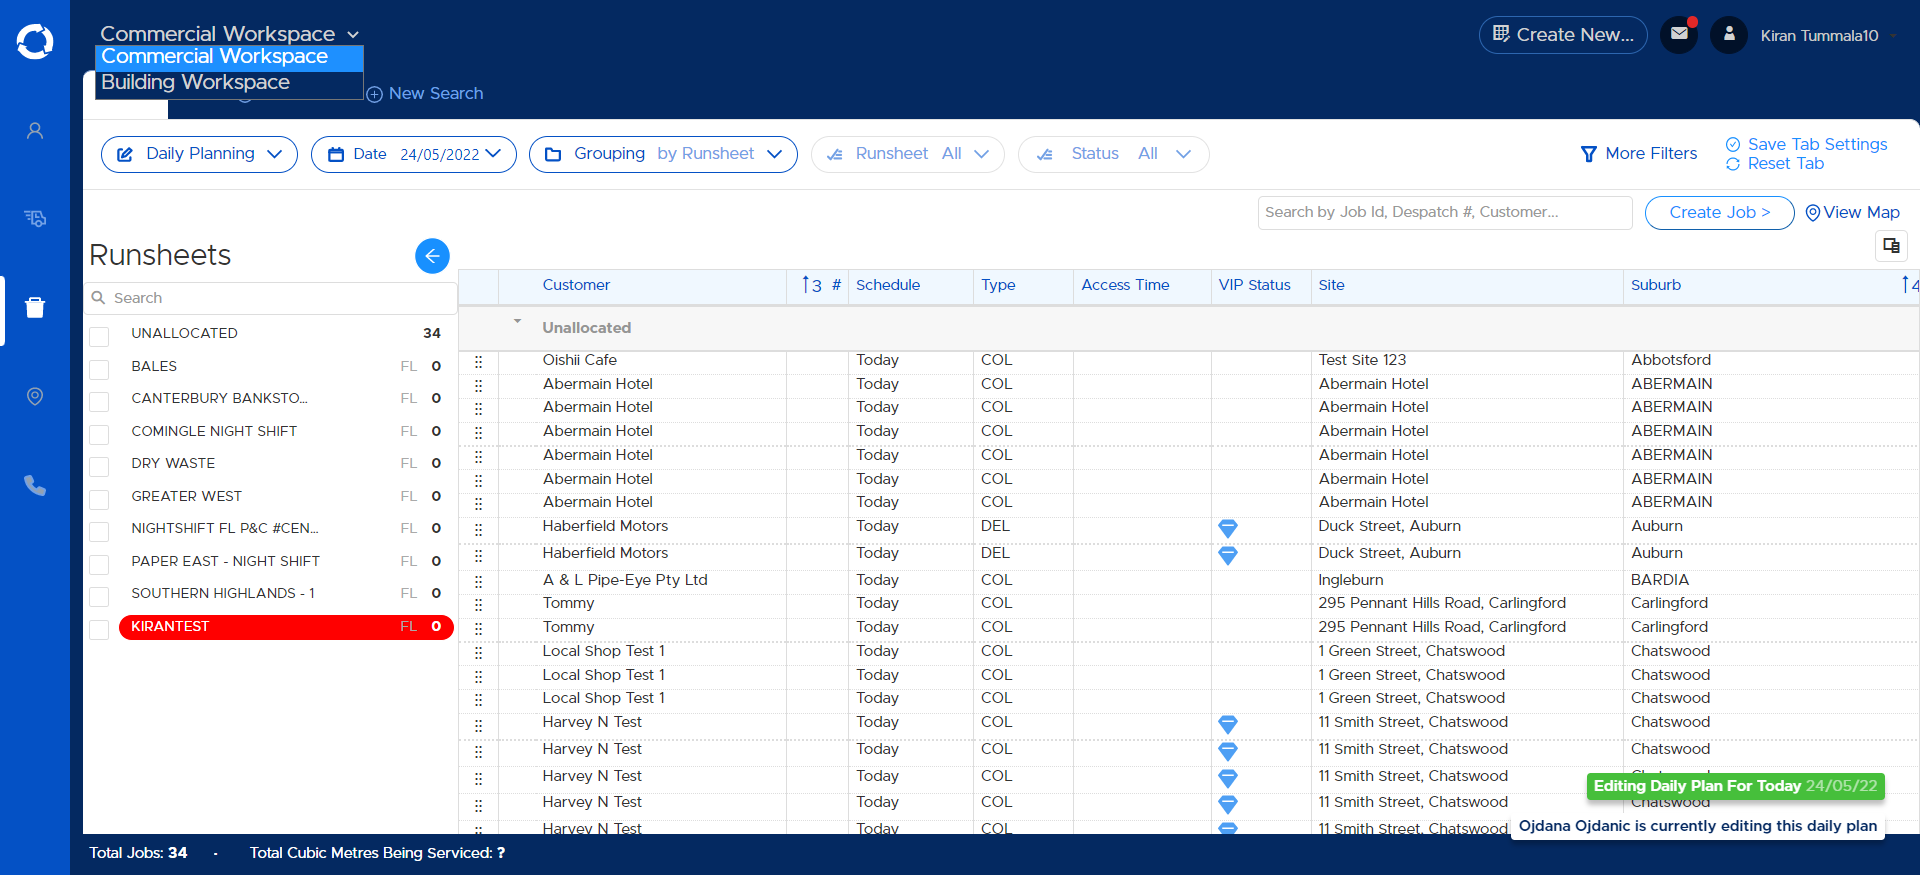 Commercial Workspace
Commercial Workspace
Building Workspace
New Search
Create New...
Kiran Tummala10
Daily Planning
Date 24/05/2022
Grouping by Runsheet
Runsheet All
Status All
More Filters
Save Tab Settings
Reset Tab
Search by Job Id, Despatch #, Customer...
Create Job >
View Map
Runsheets
Search
UNALLOCATED 34
BALES FL 0
CANTERBURY BANKSTO... FL 0
COMINGLE NIGHT SHIFT FL 0
DRY WASTE FL 0
GREATER WEST FL 0
NIGHTSHIFT FL P&C #CEN... FL 0
PAPER EAST - NIGHT SHIFT FL 0
SOUTHERN HIGHLANDS - 1 FL 0
KIRANTEST FL 0
Customer 3 # Schedule Type Access Time VIP Status Site Suburb 4
Unallocated
Oishii Cafe Today COL Test Site 123 Abbotsford
Abermain Hotel Today COL Abermain Hotel ABERMAIN
Abermain Hotel Today COL Abermain Hotel ABERMAIN
Abermain Hotel Today COL Abermain Hotel ABERMAIN
Abermain Hotel Today COL Abermain Hotel ABERMAIN
Abermain Hotel Today COL Abermain Hotel ABERMAIN
Abermain Hotel Today COL Abermain Hotel ABERMAIN
Haberfield Motors Today DEL Duck Street, Auburn Auburn
Haberfield Motors Today DEL Duck Street, Auburn Auburn
A & L Pipe-Eye Pty Ltd Today COL Ingleburn BARDIA
Tommy Today COL 295 Pennant Hills Road, Carlingford Carlingford
Tommy Today COL 295 Pennant Hills Road, Carlingford Carlingford
Local Shop Test 1 Today COL 1 Green Street, Chatswood Chatswood
Local Shop Test 1 Today COL 1 Green Street, Chatswood Chatswood
Local Shop Test 1 Today COL 1 Green Street, Chatswood Chatswood
Harvey N Test Today COL 11 Smith Street, Chatswood Chatswood
Harvey N Test Today COL 11 Smith Street, Chatswood Chatswood
Harvey N Test Today COL 11 Smith Street, Chatswood
Harvey N Test Today COL 11 Smith Street, Chatswood Chatswood
Harvey N Test Today COL 11 Smith Street, Chatswood
Editing Daily Plan For Today 24/05/22
Ojdana Ojdanic is currently editing this daily plan
Total Jobs: 34 · Total Cubic Metres Being Serviced: ?